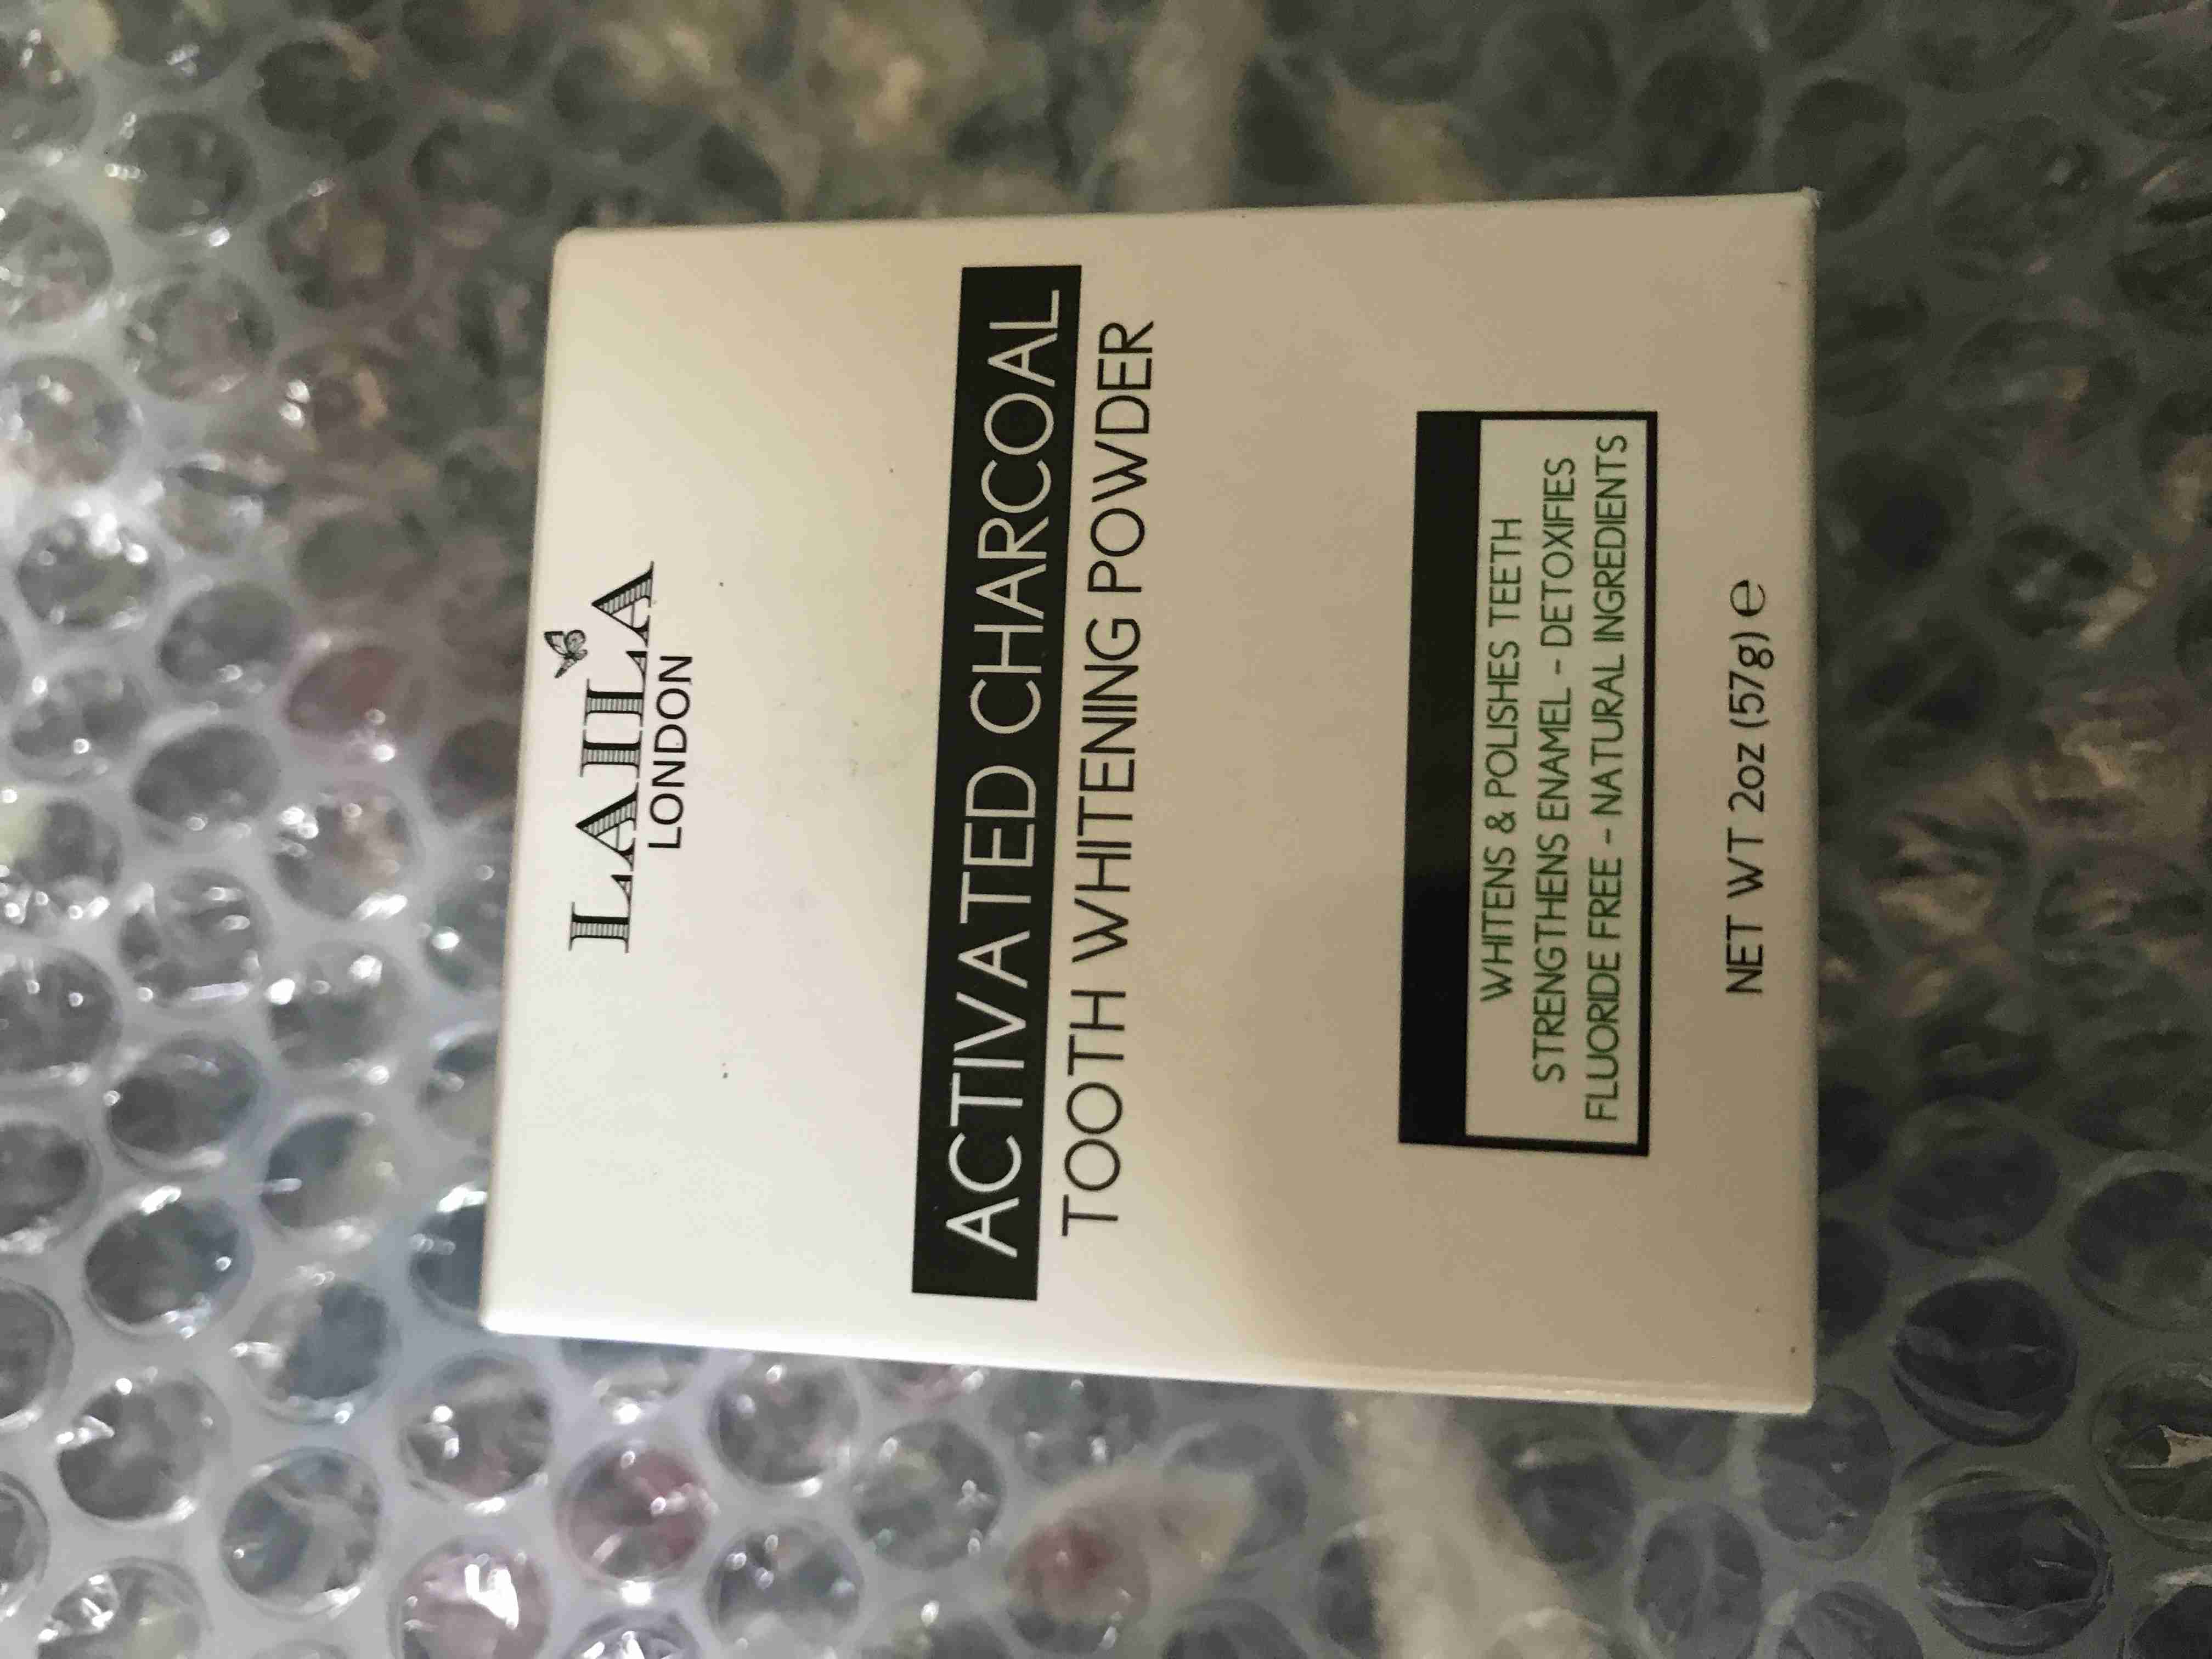 LAIILA
LONDON
ACTIVATED CHARCOAL
TOOTH WHITENING POWDER
WHITENS & POLISHES TEETH
STRENGTHENS ENAMEL - DETOXIFIES
FLUORIDE FREE - NATURAL INGREDIENTS
NET WT 2oz (57g) ℮